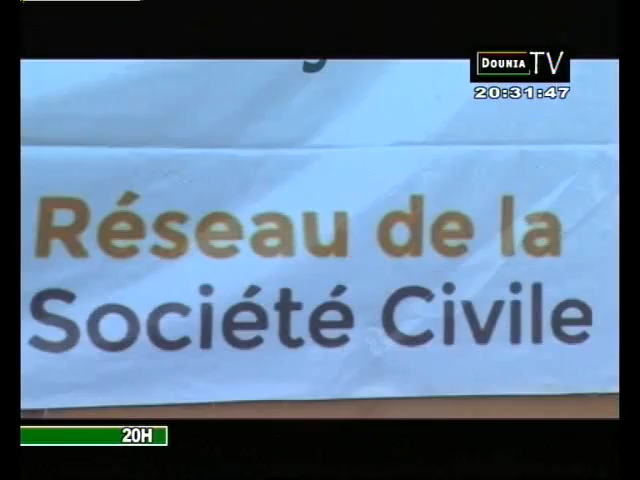 DOUNIA TV
20:31:47
Réseau de la
Société Civile
20H